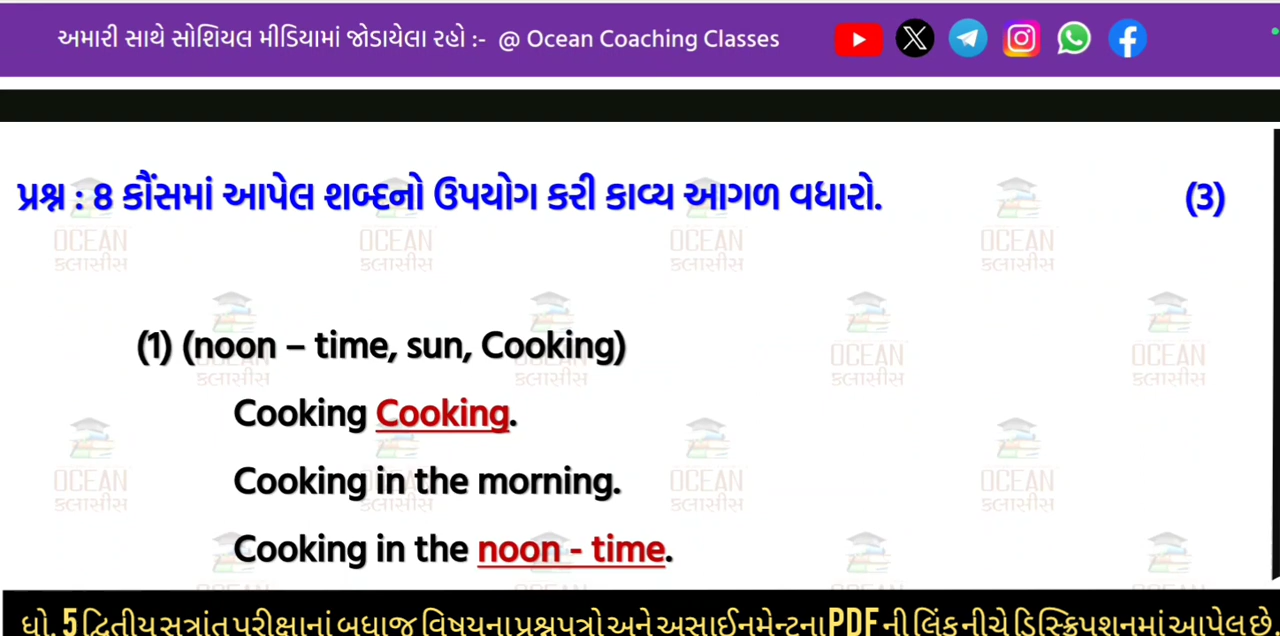 અમારી સાથે સોશિયલ મીડિયામાં જોડાયેલા રહો :- @ Ocean Coaching Classes
પ્રશ્ન : 8 કૌંસમાં આપેલ શબ્દનો ઉપયોગ કરી કાવ્ય આગળ વધારો. (3)
(1) (noon – time, sun, Cooking)
Cooking Cooking.
Cooking in the morning.
Cooking in the noon - time.
ધો. 5 દ્વિતીય સત્રાંત પરીક્ષાનાં બધાજ વિષયના પ્રશ્નપત્રો અને અસાઈનમેન્ટના PDF ની લિંક નીચે ડિસ્ક્રિપ્શનમાં આપેલ છે
OCEAN
ક્લાસીસ